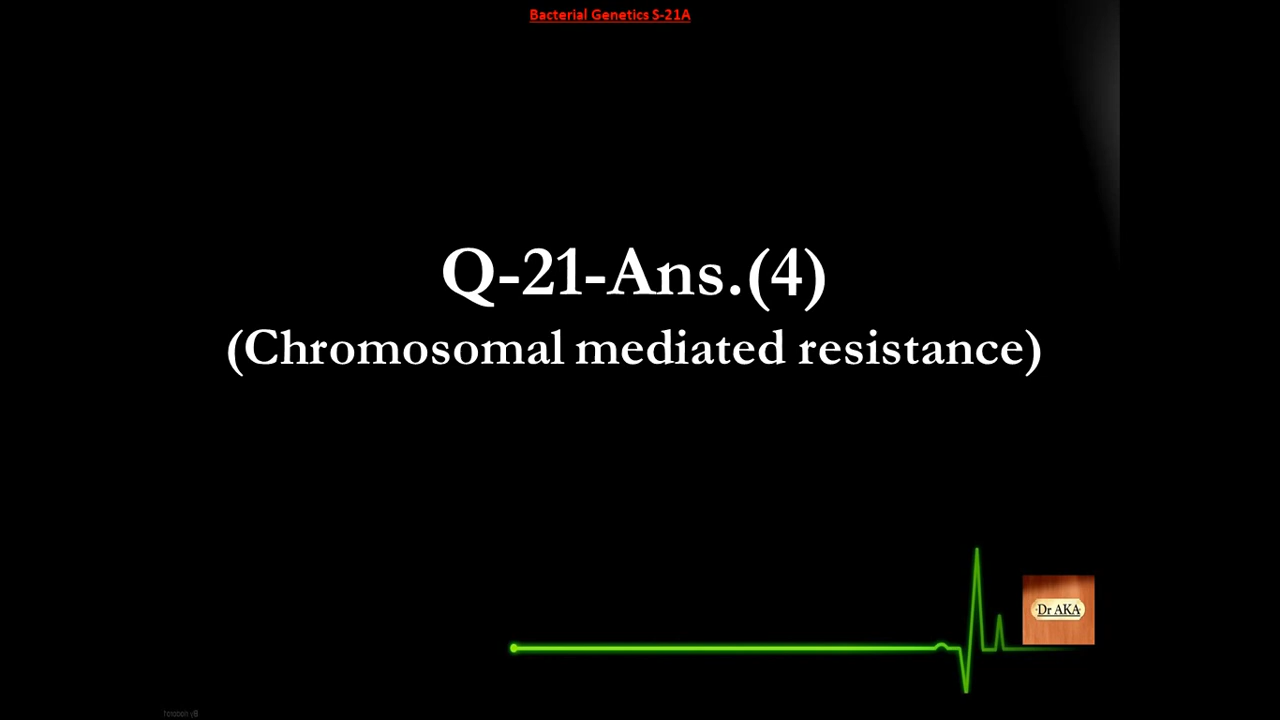 Bacterial Genetics S-21A
Q-21-Ans.(4)
(Chromosomal mediated resistance)
Dr AKA